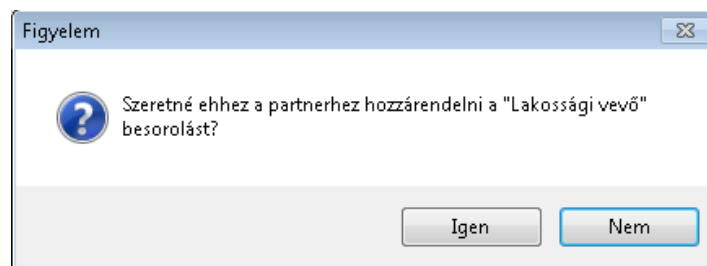 Figyelem
Szeretné ehhez a partnerhez hozzárendelni a "Lakossági vevő"
besorolást?
Igen
Nem